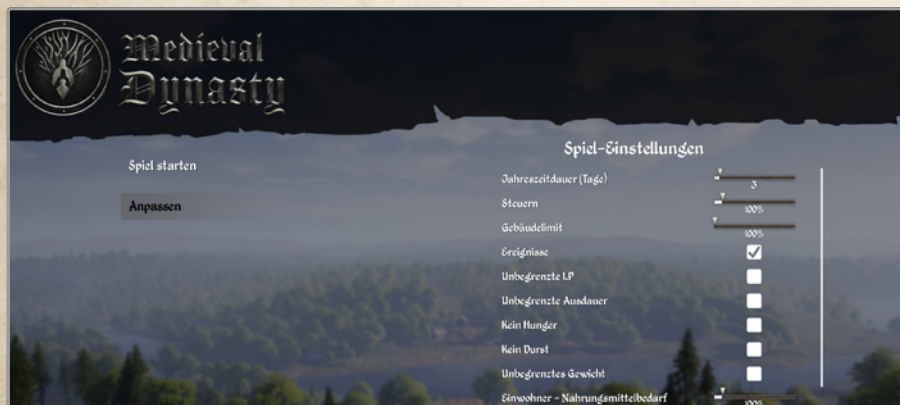 Medieval
Dynasty
Spiel starten
Anpassen
Spiel-Einstellungen
Jahreszeitdauer (Tage)
3
Steuern
100%
Gebäudelimit
100%
Ereignisse
Unbegrenzte LP
Unbegrenzte Ausdauer
Kein Hunger
Kein Durst
Unbegrenztes Gewicht
Einwohner - Nahrungsmittelbedarf
100%